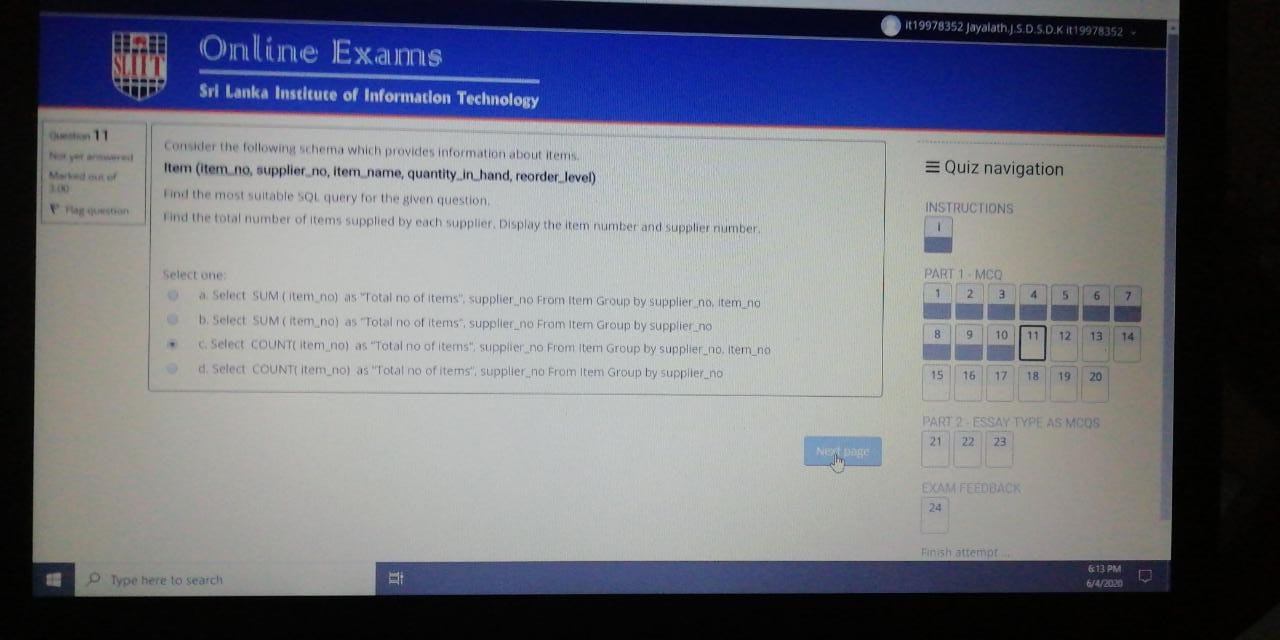 it19978352 Jayalath.J.S.D.S.D.K it19978352
SLIIT
Online Exams
Sri Lanka Institute of Information Technology
Question 11
Not yet answered
Marked out of
3.00
Flag question
Consider the following schema which provides information about items.
Item (item_no, supplier_no, item_name, quantity_in_hand, reorder_level)
Find the most suitable SQL query for the given question.
Find the total number of items supplied by each supplier. Display the item number and supplier number.
Select one:
a. Select SUM ( item_no) as "Total no of items", supplier_no From Item Group by supplier_no, item_no
b. Select SUM ( item_no) as "Total no of items", supplier_no From Item Group by supplier_no
c. Select COUNT( item_no) as "Total no of items", supplier_no From Item Group by supplier_no, item_no
d. Select COUNT( item_no) as "Total no of items", supplier_no From Item Group by supplier_no
Next page
Quiz navigation
INSTRUCTIONS
i
PART 1 - MCQ
1 2 3 4 5 6 7
8 9 10 11 12 13 14
15 16 17 18 19 20
PART 2 - ESSAY TYPE AS MCQS
21 22 23
EXAM FEEDBACK
24
Finish attempt ...
Type here to search
6:13 PM
6/4/2020